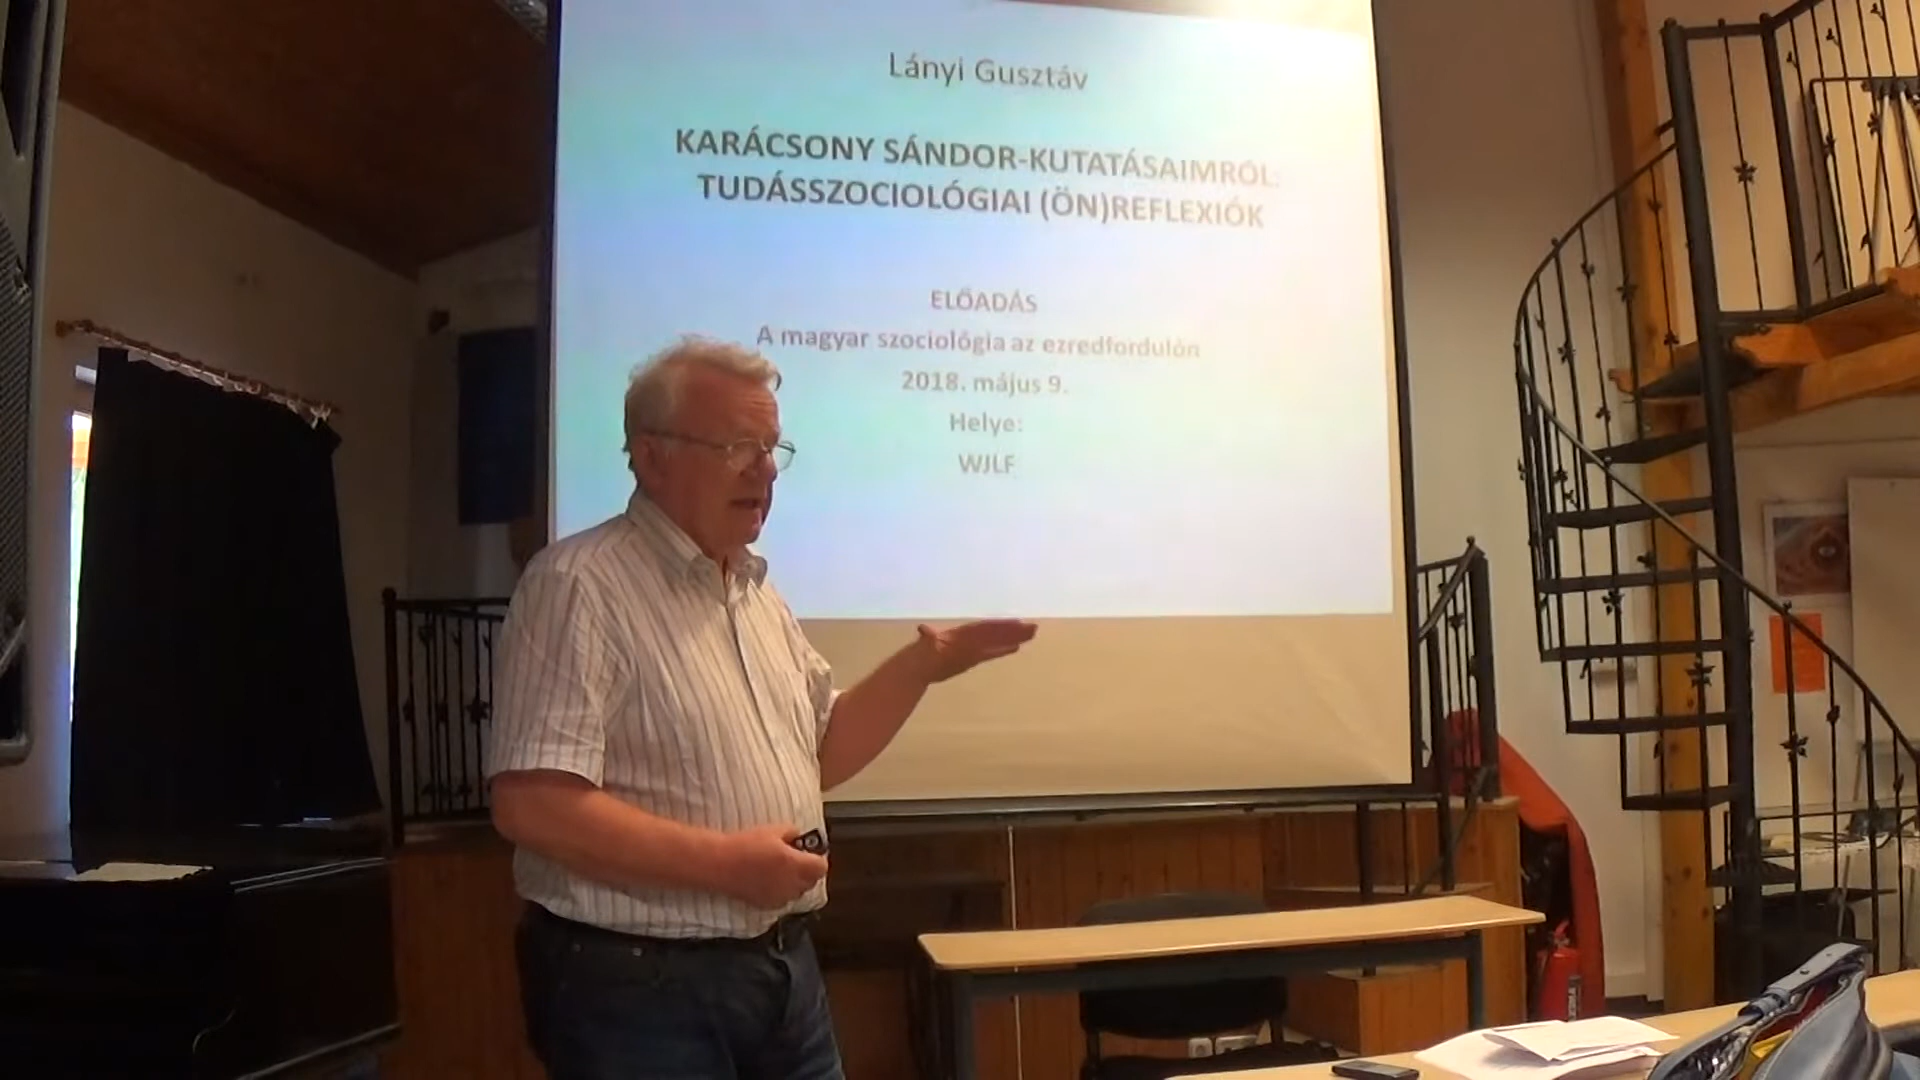 Lányi Gusztáv
KARÁCSONY SÁNDOR-KUTATÁSAIMRÓL:
TUDÁSSZOCIOLÓGIAI (ÖN)REFLEXIÓK
ELŐADÁS
A magyar szociológia az ezredfordulón
2018. május 9.
Helye:
WJLF